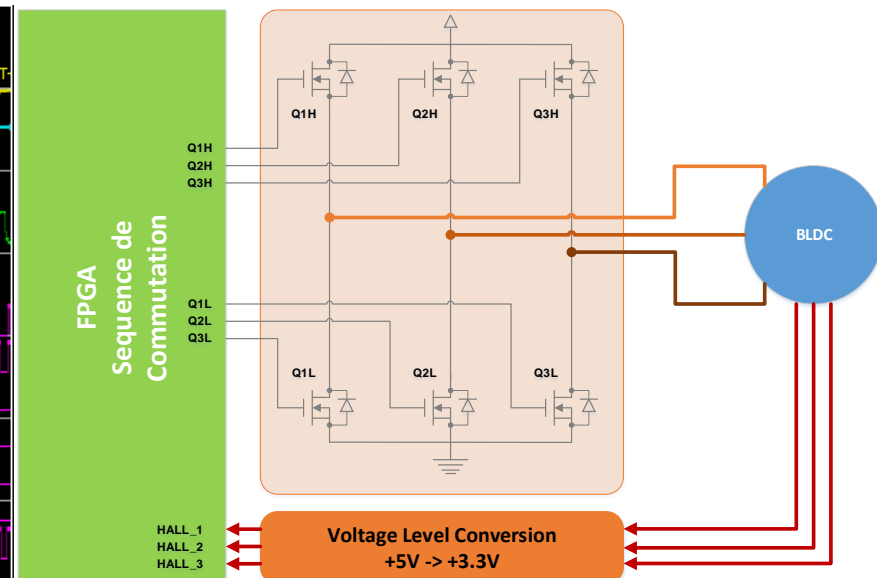 T-
Q1H
Q2H
Q3H
Q1H
Q2H
Q3H
FPGA
Sequence de
Commutation
BLDC
Q1L
Q2L
Q3L
Q1L
Q2L
Q3L
HALL_1
HALL_2
HALL_3
Voltage Level Conversion
+5V -> +3.3V